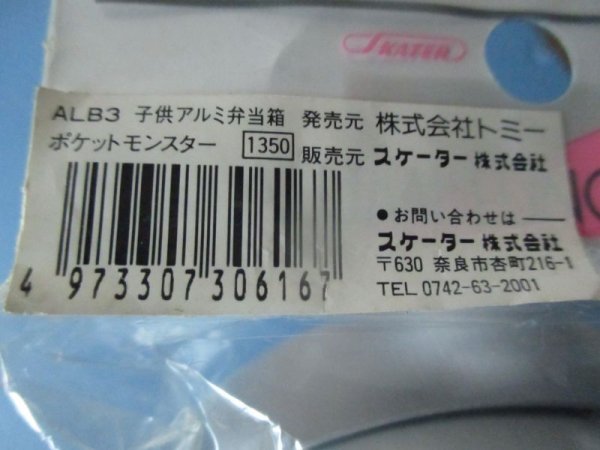 SKATER
ALB3 子供アルミ弁当箱 発売元 株式会社トミー
ポケットモンスター 1350 販売元 スケーター株式会社
●お問い合わせは
スケーター株式会社
〒630 奈良市杏町216-1
TEL 0742-63-2001
4 973307 306167